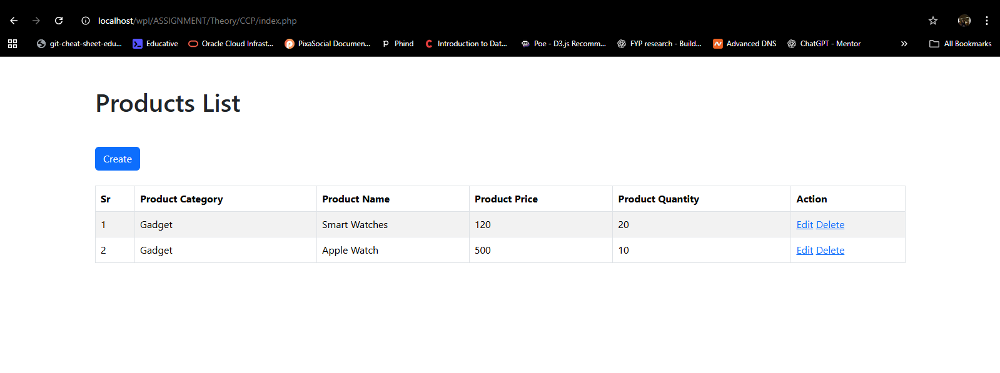 localhost/wpl/ASSIGNMENT/Theory/CCP/index.php
git-cheat-sheet-edu... Educative Oracle Cloud Infrast... PixaSocial Documen... Phind Introduction to Dat... Poe - D3.js Recomm... FYP research - Build... Advanced DNS ChatGPT - Mentor » All Bookmarks
Products List
Create
Sr Product Category Product Name Product Price Product Quantity Action
1 Gadget Smart Watches 120 20 Edit Delete
2 Gadget Apple Watch 500 10 Edit Delete